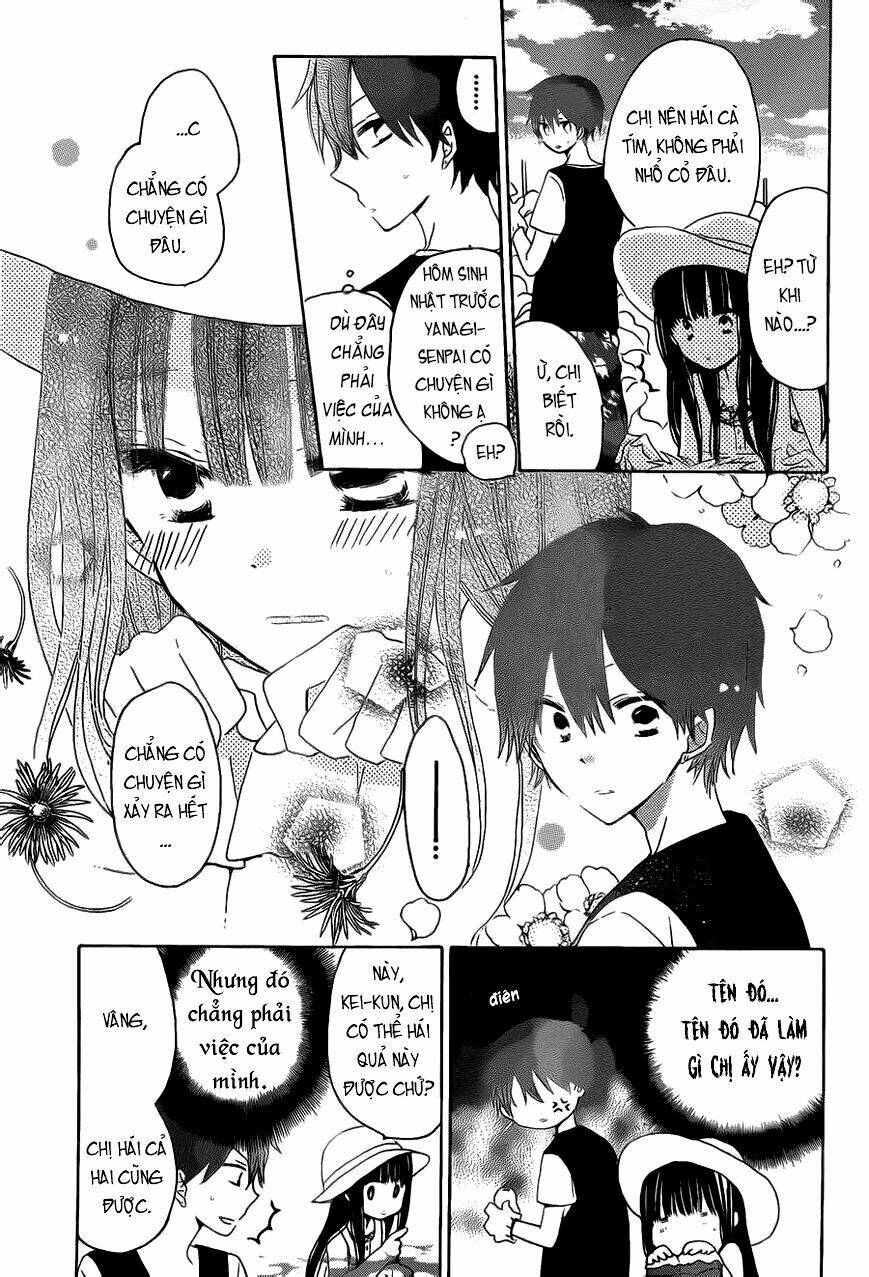 CHỊ NÊN HÁI CÀ
TÍM, KHÔNG PHẢI
NHỔ CỎ ĐÂU.
EH? TỪ
KHI
NÀO...?
Ừ, CHỊ
BIẾT
RỒI.
.....
HÔM SINH
NHẬT TRƯỚC
YANAGI-
SENPAI CÓ
CHUYỆN GÌ
KHÔNG Ạ
?
EH?
DÙ ĐÂY
CHẲNG
PHẢI
VIỆC CỦA
MÌNH...
...C
CHẲNG CÓ
CHUYỆN GÌ
ĐÂU.
CHẲNG CÓ
CHUYỆN GÌ
XẢY RA HẾT
...
TÊN ĐÓ...
TÊN ĐÓ ĐÃ LÀM
GÌ CHỊ ẤY VẬY?
điên
NÀY,
KEI-KUN, CHỊ
CÓ THỂ HÁI
QUẢ NÀY
ĐƯỢC CHỨ?
Nhưng đó
chẳng phải
việc của
mình.
VÂNG,
CHỊ HÁI CẢ
HAI CŨNG
ĐƯỢC.